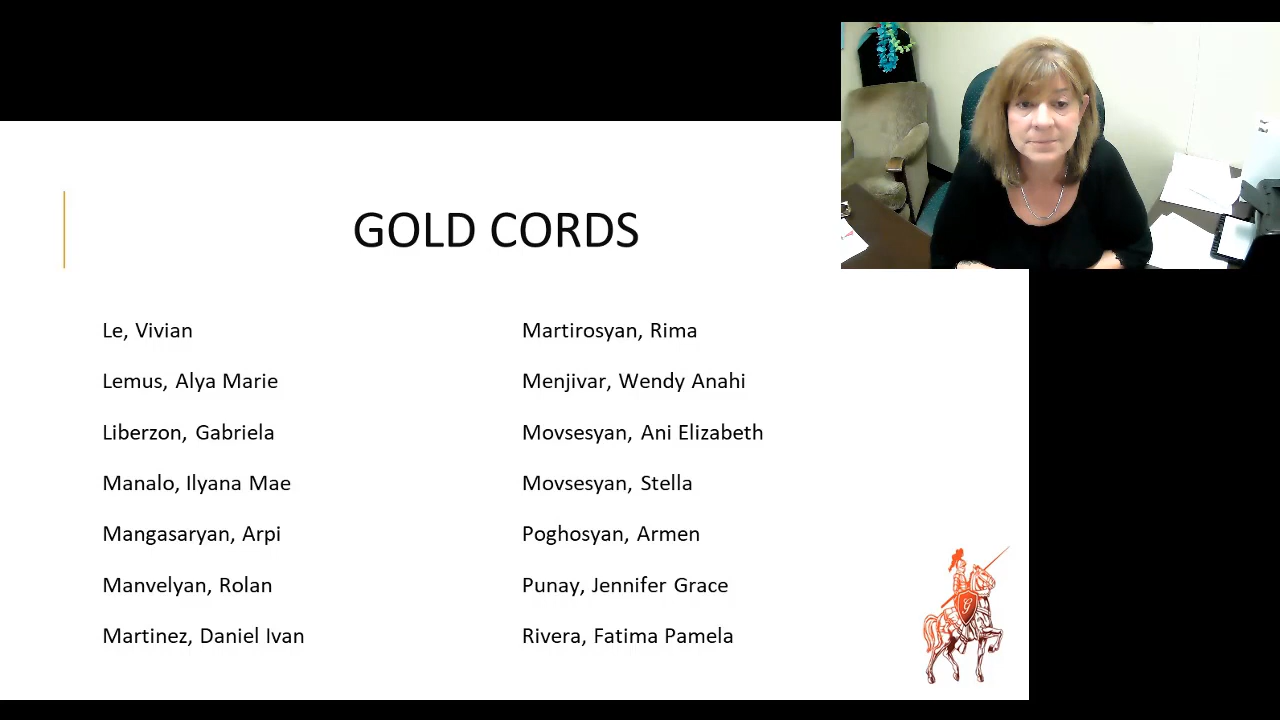 GOLD CORDS
Le, Vivian
Lemus, Alya Marie
Liberzon, Gabriela
Manalo, Ilyana Mae
Mangasaryan, Arpi
Manvelyan, Rolan
Martinez, Daniel Ivan
Martirosyan, Rima
Menjivar, Wendy Anahi
Movsesyan, Ani Elizabeth
Movsesyan, Stella
Poghosyan, Armen
Punay, Jennifer Grace
Rivera, Fatima Pamela
G